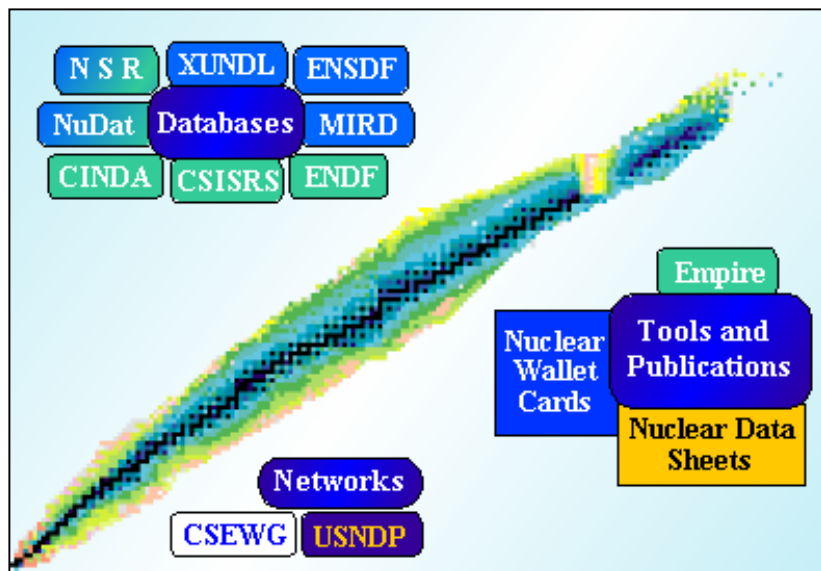 N S R
XUNDL
ENSDF
NuDat
Databases
MIRD
CINDA
CSISRS
ENDF
Empire
Nuclear
Wallet
Cards
Tools and
Publications
Nuclear Data
Sheets
Networks
CSEWG
USNDP